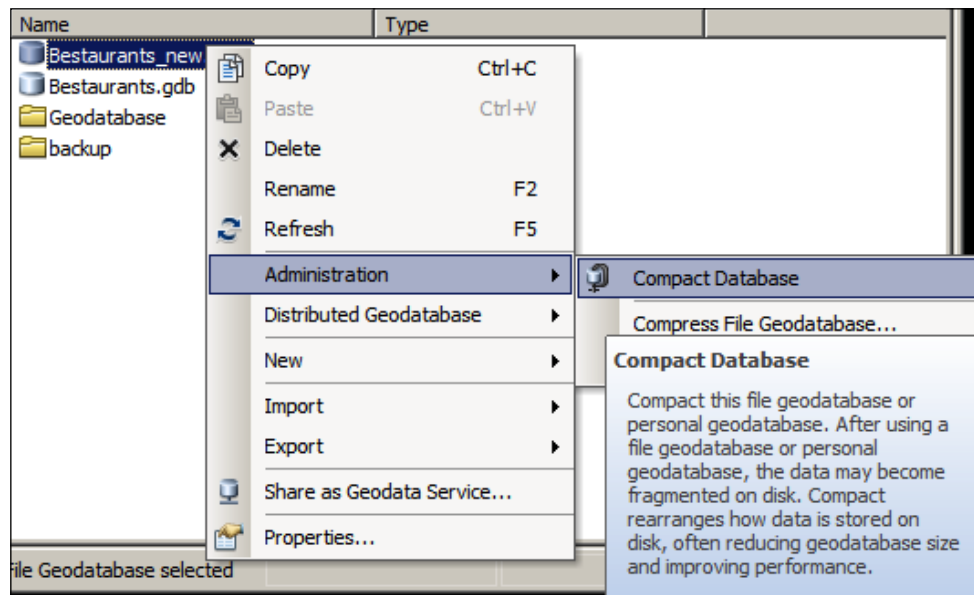 Name Type
Bestaurants_new
Bestaurants.gdb
Geodatabase
backup
Copy Ctrl+C
Paste Ctrl+V
Delete
Rename F2
Refresh F5
Administration
Distributed Geodatabase
New
Import
Export
Share as Geodata Service...
Properties...
Compact Database
Compress File Geodatabase...
Compact Database
Compact this file geodatabase or
personal geodatabase. After using a
file geodatabase or personal
geodatabase, the data may become
fragmented on disk. Compact
rearranges how data is stored on
disk, often reducing geodatabase size
and improving performance.
File Geodatabase selected